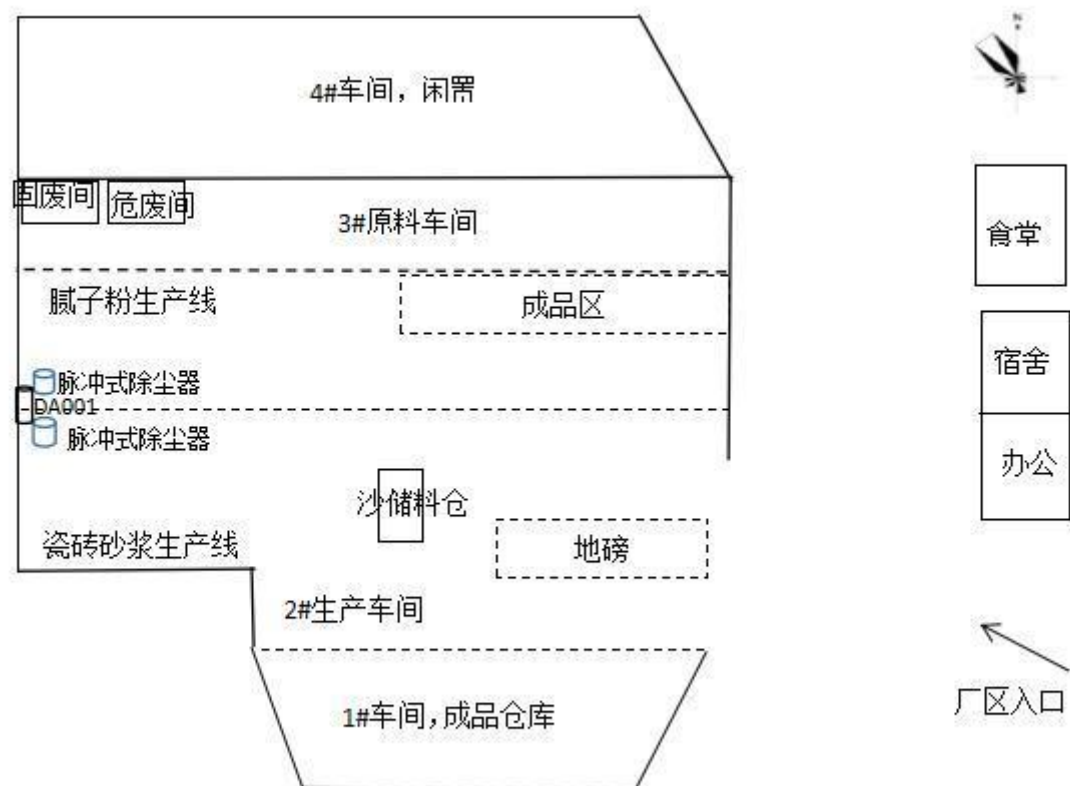 N
4#车间，闲置
固废间
危废间
3#原料车间
食堂
腻子粉生产线
成品区
宿舍
脉冲式除尘器
DA001
脉冲式除尘器
办公
沙储料仓
瓷砖砂浆生产线
地磅
2#生产车间
厂区入口
1#车间，成品仓库